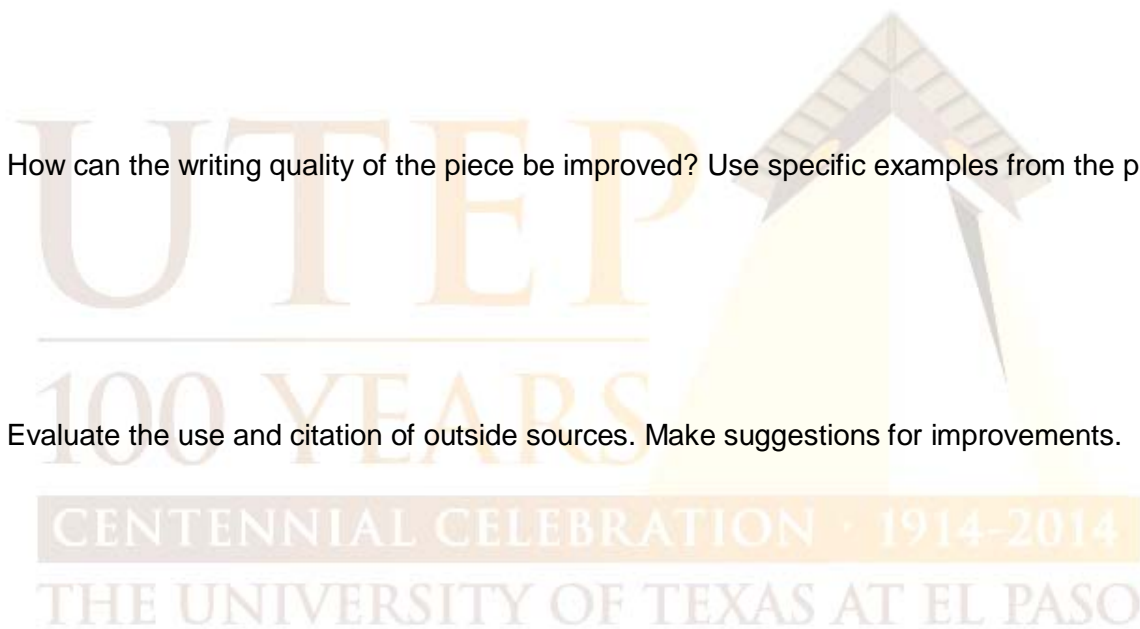 UTEP
How can the writing quality of the piece be improved? Use specific examples from the p
100 YEARS
Evaluate the use and citation of outside sources. Make suggestions for improvements.
CENTENNIAL CELEBRATION · 1914-2014
THE UNIVERSITY OF TEXAS AT EL PASO